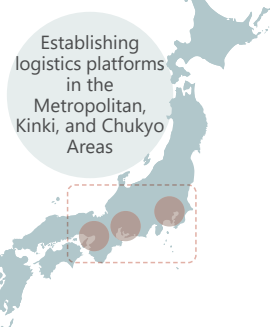 Establishing
logistics platforms
in the
Metropolitan,
Kinki, and Chukyo
Areas